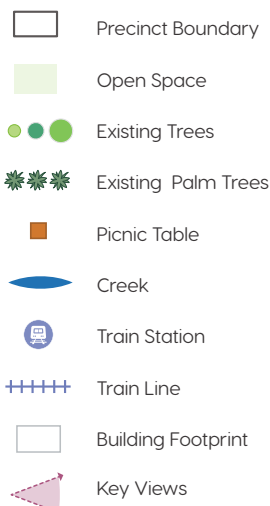 Precinct Boundary
Open Space
Existing Trees
Existing Palm Trees
Picnic Table
Creek
Train Station
Train Line
Building Footprint
Key Views